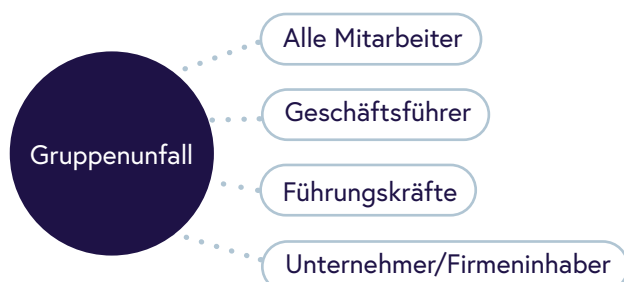 Alle Mitarbeiter
Geschäftsführer
Gruppenunfall
Führungskräfte
Unternehmer/Firmeninhaber